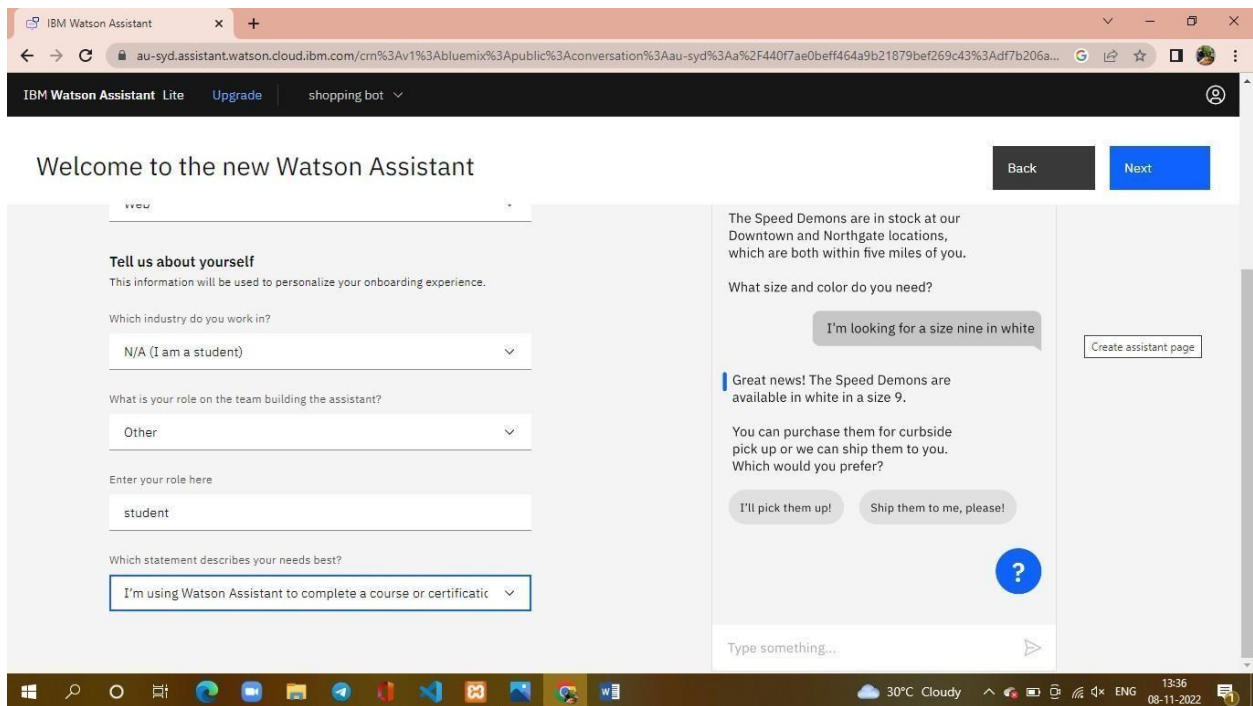 IBM Watson Assistant
au-syd.assistant.watson.cloud.ibm.com/crn%3Av1%3Abluemix%3Apublic%3Aconversation%3Aau-syd%3Aa%2F440f7ae0beff464a9b21879bef269c43%3Adf7b206a...
IBM Watson Assistant Lite Upgrade shopping bot
Welcome to the new Watson Assistant
Back Next
Web
Tell us about yourself
This information will be used to personalize your onboarding experience.
Which industry do you work in?
N/A (I am a student)
What is your role on the team building the assistant?
Other
Enter your role here
student
Which statement describes your needs best?
I'm using Watson Assistant to complete a course or certificatic
The Speed Demons are in stock at our
Downtown and Northgate locations,
which are both within five miles of you.
What size and color do you need?
I'm looking for a size nine in white
Create assistant page
Great news! The Speed Demons are
available in white in a size 9.
You can purchase them for curbside
pick up or we can ship them to you.
Which would you prefer?
I'll pick them up! Ship them to me, please!
?
Type something...
30°C Cloudy ENG 13:36
08-11-2022